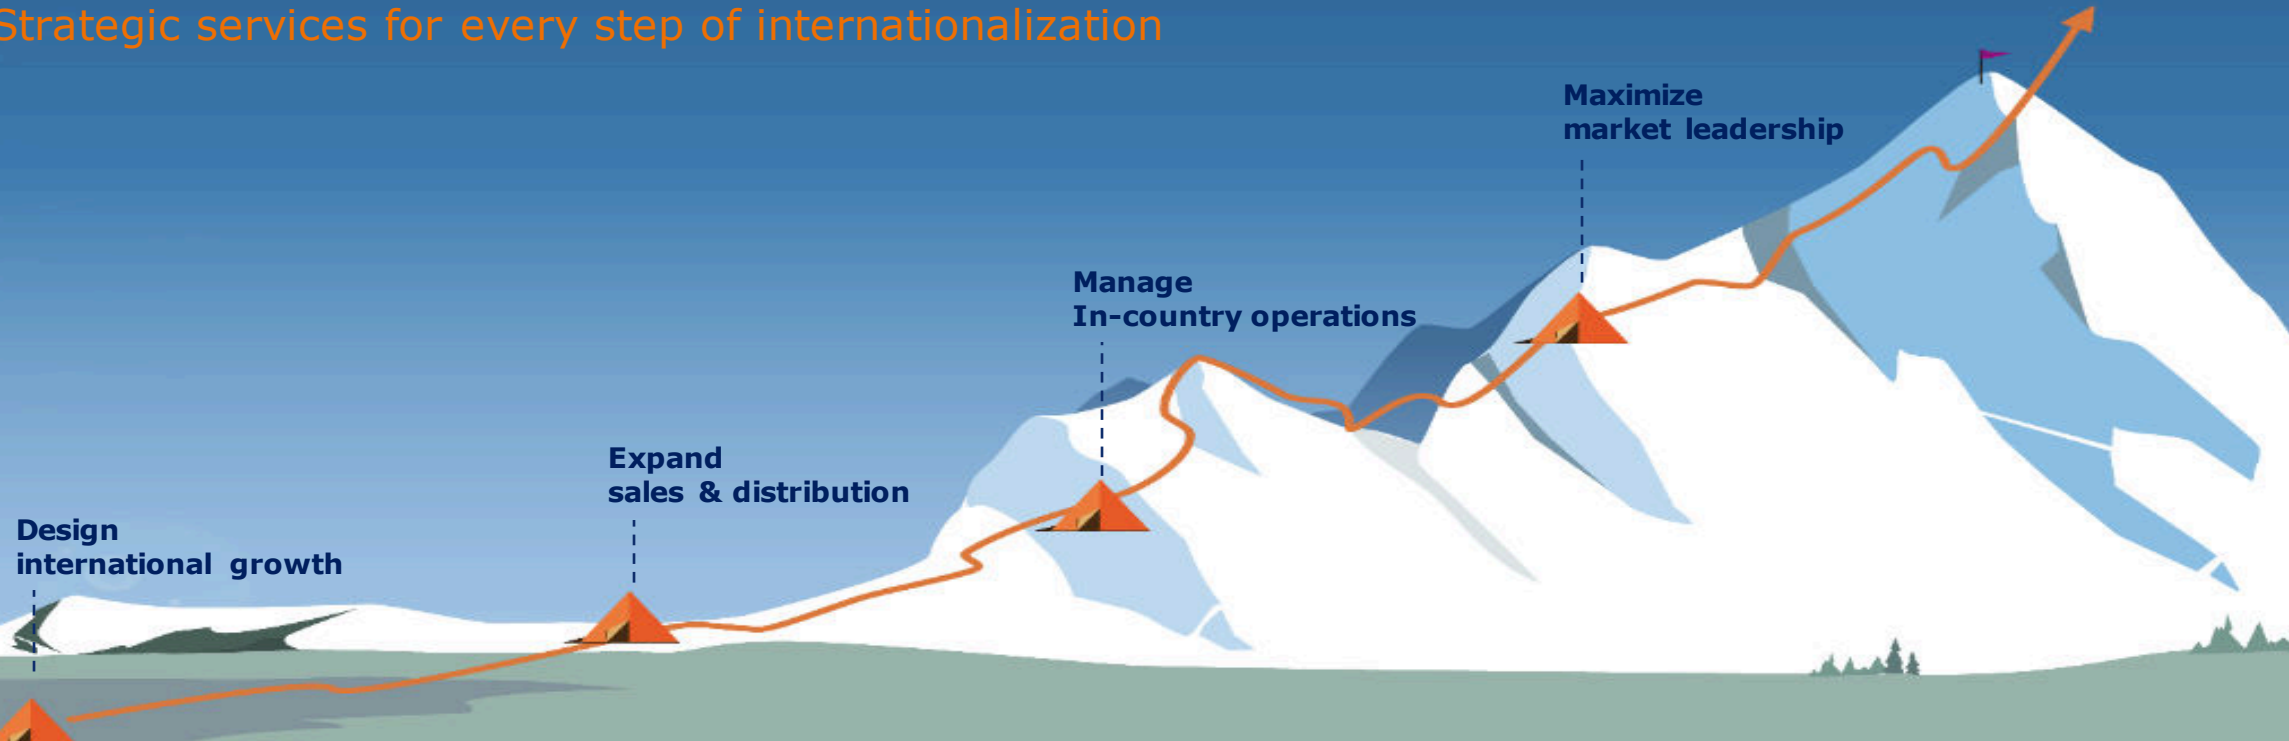 Strategic services for every step of internationalization
Maximize
market leadership
Manage
In-country operations
Expand
sales & distribution
Design
international growth